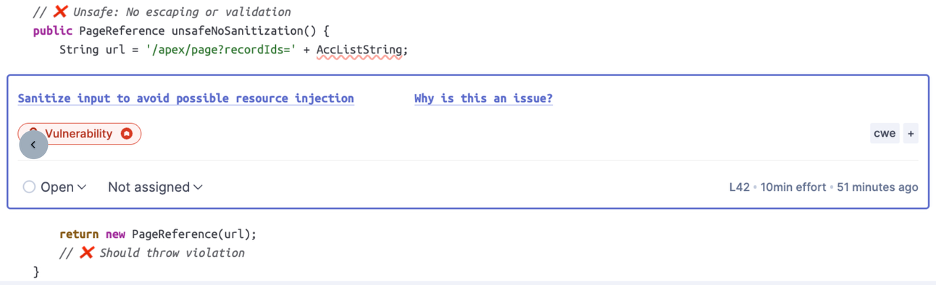 // ❌ Unsafe: No escaping or validation
public PageReference unsafeNoSanitization() {
String url = '/apex/page?recordIds=' + AccListString;
Sanitize input to avoid possible resource injection Why is this an issue?
Vulnerability cwe +
Open Not assigned L42 • 10min effort • 51 minutes ago
return new PageReference(url);
// ❌ Should throw violation
}